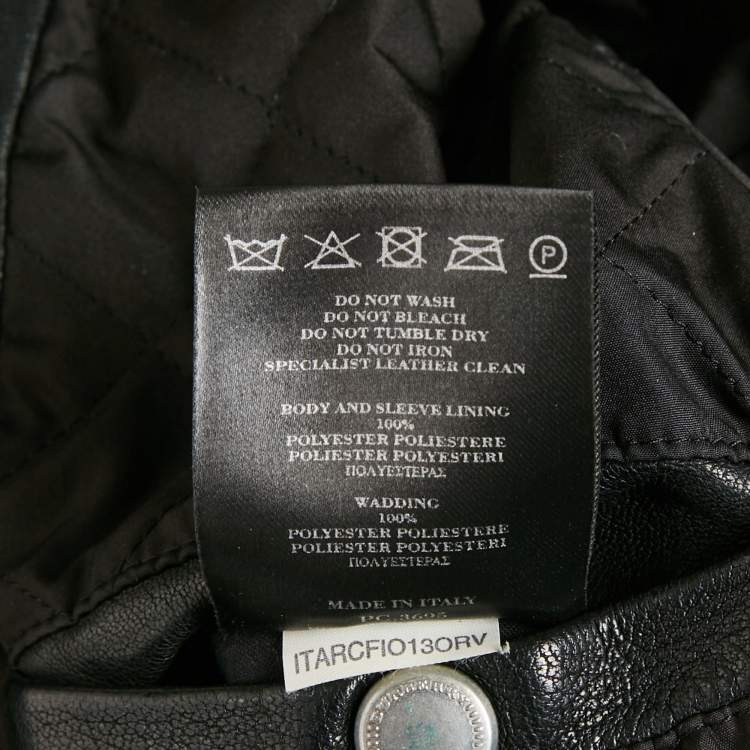 P
DO NOT WASH
DO NOT BLEACH
DO NOT TUMBLE DRY
DO NOT IRON
SPECIALIST LEATHER CLEAN
BODY AND SLEEVE LINING
100%
POLYESTER POLIESTERE
POLIESTER POLYESTERI
ΠΟΛΥΕΣΤΕΡΑΣ
WADDING
100%
POLYESTER POLIESTERE
POLIESTER POLYESTERI
ΠΟΛΥΕΣΤΕΡΑΣ
MADE IN ITALY
ITARCFIO13ORV